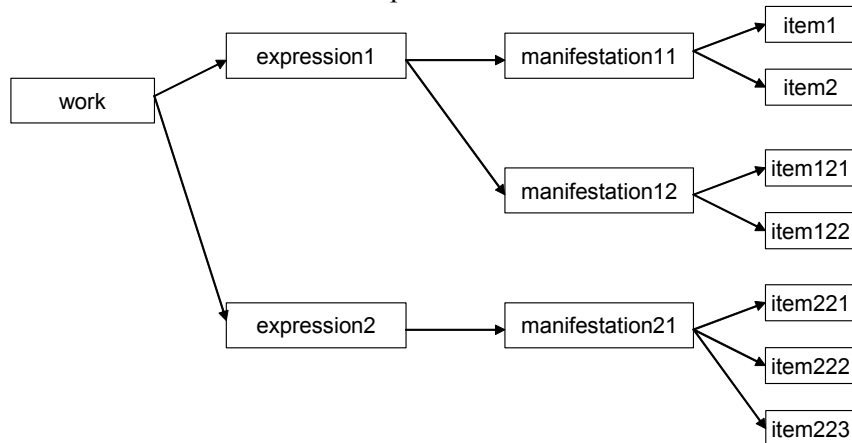 expression1
manifestation11
item1
item2
work
manifestation12
item121
item122
expression2
manifestation21
item221
item222
item223